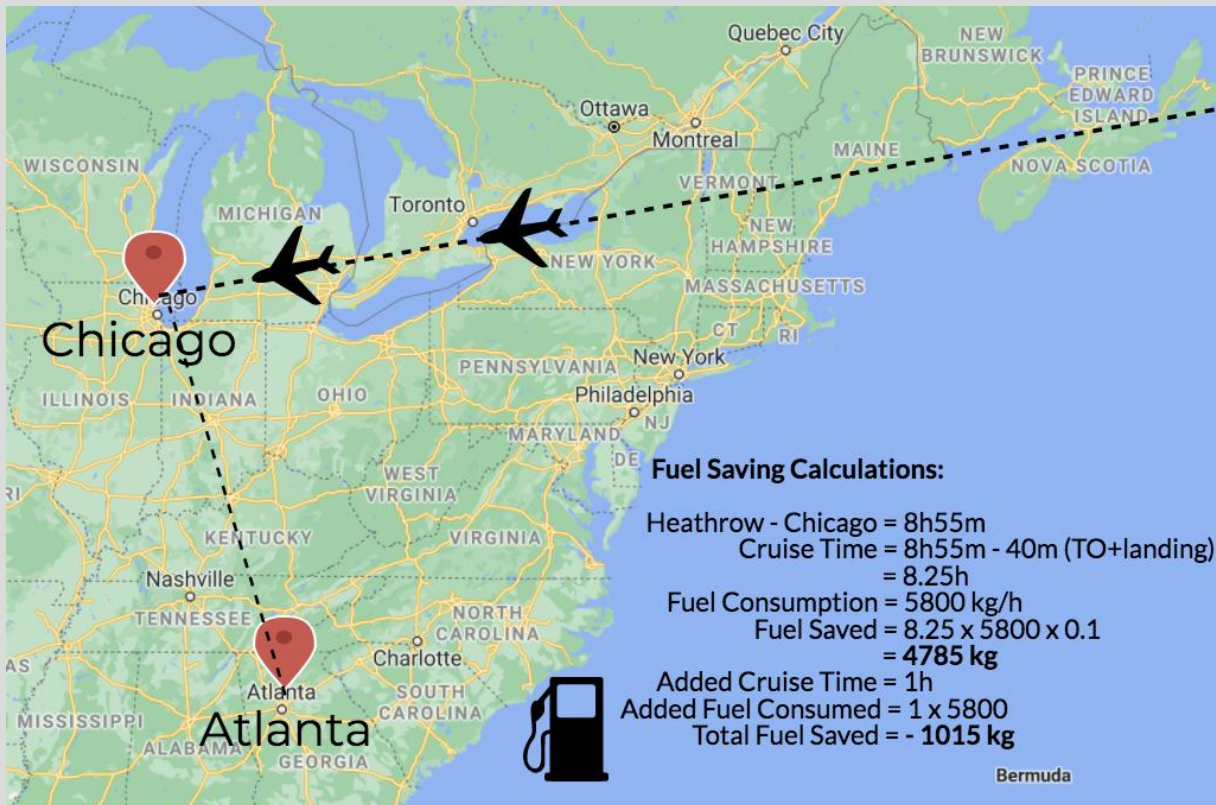 Quebec City
NEW
BRUNSWICK
PRINCE
EDWARD
ISLAND
Ottawa
Montreal
WISCONSIN
MAINE
NOVA SCOTIA
VERMONT
Toronto
MICHIGAN
NEW
HAMPSHIRE
NEW YORK
MASSACHUSETTS
Chicago
Chicago
CT
RI
New York
PENNSYLVANIA
ILLINOIS
INDIANA
OHIO
Philadelphia
NJ
MARYLAND
DE
WEST
VIRGINIA
Fuel Saving Calculations:
Heathrow - Chicago = 8h55m
Cruise Time = 8h55m - 40m (TO+landing)
= 8.25h
Fuel Consumption = 5800 kg/h
Fuel Saved = 8.25 x 5800 x 0.1
= 4785 kg
Added Cruise Time = 1h
Added Fuel Consumed = 1 x 5800
Total Fuel Saved = - 1015 kg
RI
KENTUCKY
VIRGINIA
Nashville
TENNESSEE
NORTH
CAROLINA
AS
Charlotte
Atlanta
SOUTH
CAROLINA
MISSISSIPPI
Atlanta
ALABAMA
GEORGIA
Bermuda